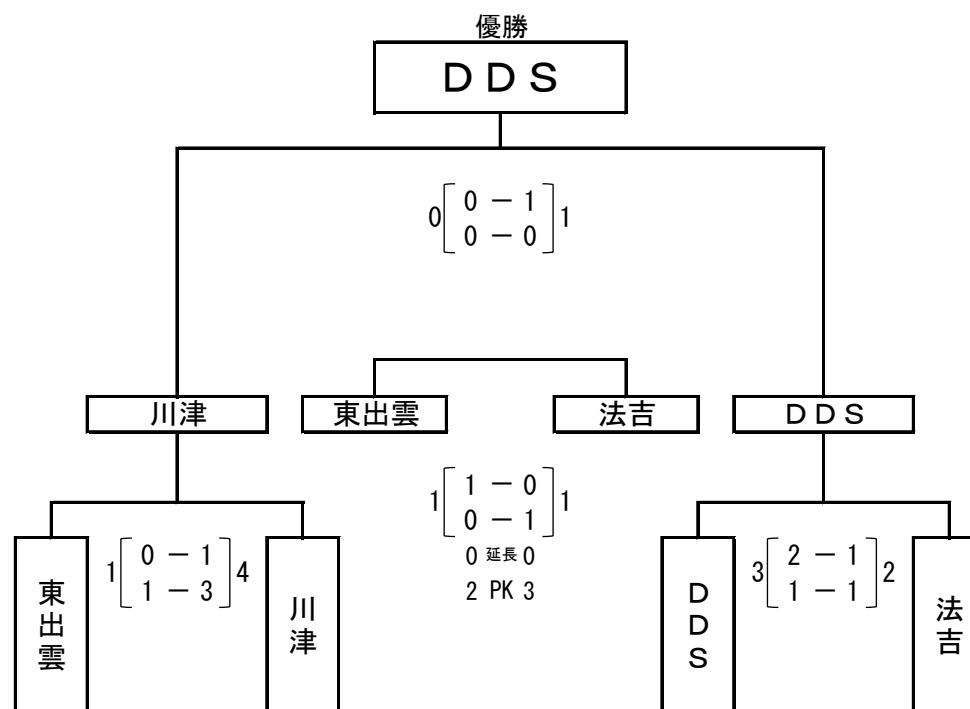 優勝
ＤＤＳ
0 0 － 1 1
0 － 0
川津
東出雲
法吉
ＤＤＳ
1 1 － 0 1
0 － 1
0 延長 0
2 PK 3
東出雲
1 0 － 1 4
1 － 3
川津
ＤＤＳ
3 2 － 1 2
1 － 1
法吉